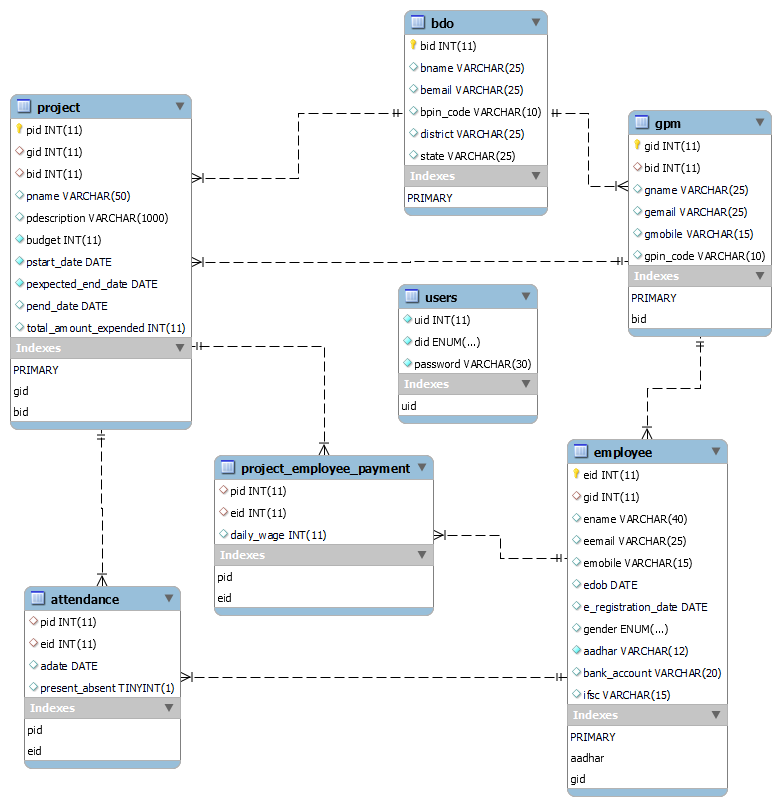 bdo
bid INT(11)
bname VARCHAR(25)
bemail VARCHAR(25)
bpin_code VARCHAR(10)
district VARCHAR(25)
state VARCHAR(25)
Indexes
PRIMARY
project
pid INT(11)
gid INT(11)
bid INT(11)
pname VARCHAR(50)
pdescription VARCHAR(1000)
budget INT(11)
pstart_date DATE
pexpected_end_date DATE
pend_date DATE
total_amount_expended INT(11)
Indexes
PRIMARY
gid
bid
gpm
gid INT(11)
bid INT(11)
gname VARCHAR(25)
gemail VARCHAR(25)
gmobile VARCHAR(15)
gpin_code VARCHAR(10)
Indexes
PRIMARY
bid
users
uid INT(11)
did ENUM(...)
password VARCHAR(30)
Indexes
uid
project_employee_payment
pid INT(11)
eid INT(11)
daily_wage INT(11)
Indexes
pid
eid
employee
eid INT(11)
gid INT(11)
ename VARCHAR(40)
eemail VARCHAR(25)
emobile VARCHAR(15)
edob DATE
e_registration_date DATE
gender ENUM(...)
aadhar VARCHAR(12)
bank_account VARCHAR(20)
ifsc VARCHAR(15)
Indexes
PRIMARY
aadhar
gid
attendance
pid INT(11)
eid INT(11)
adate DATE
present_absent TINYINT(1)
Indexes
pid
eid